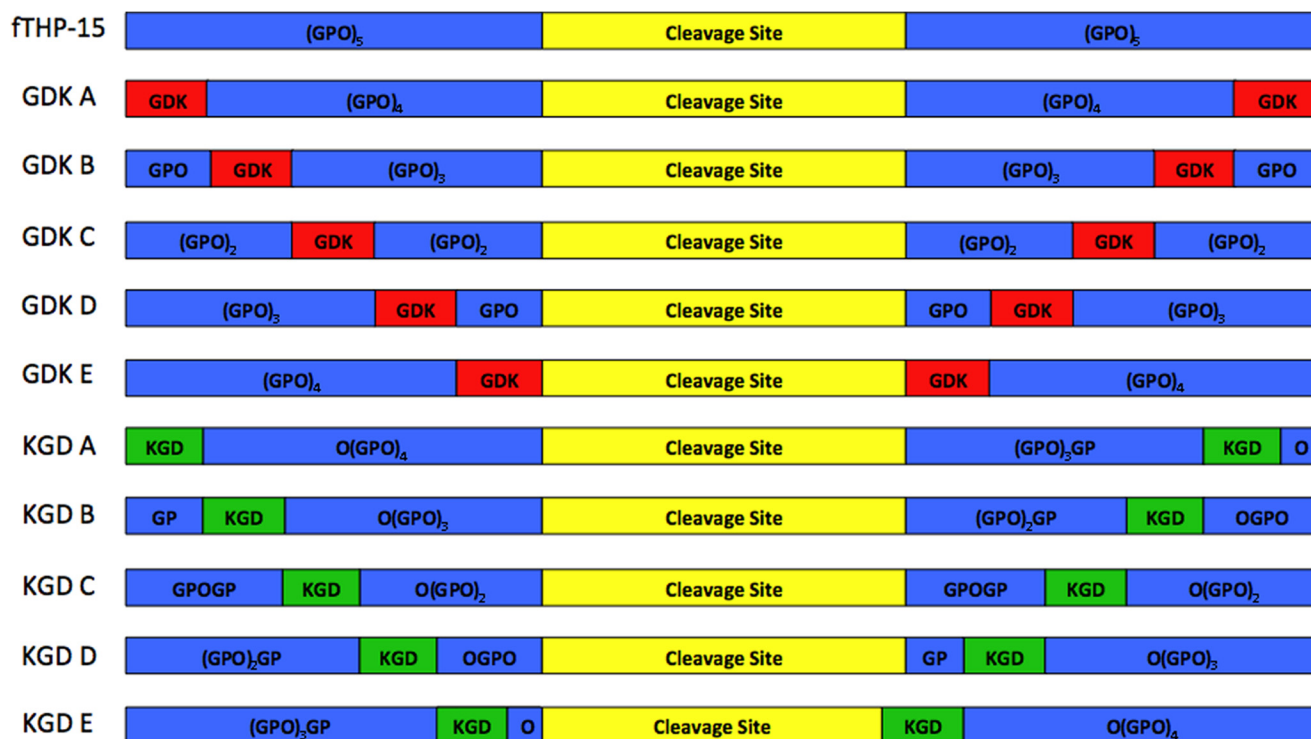 fTHP-15 (GPO)₅ Cleavage Site (GPO)₅
GDK A GDK (GPO)₄ Cleavage Site (GPO)₄ GDK
GDK B GPO GDK (GPO)₃ Cleavage Site (GPO)₃ GDK GPO
GDK C (GPO)₂ GDK (GPO)₂ Cleavage Site (GPO)₂ GDK (GPO)₂
GDK D (GPO)₃ GDK GPO Cleavage Site GPO GDK (GPO)₃
GDK E (GPO)₄ GDK Cleavage Site GDK (GPO)₄
KGD A KGD O(GPO)₄ Cleavage Site (GPO)₃GP KGD O
KGD B GP KGD O(GPO)₃ Cleavage Site (GPO)₂GP KGD OGPO
KGD C GPOGP KGD O(GPO)₂ Cleavage Site GPOGP KGD O(GPO)₂
KGD D (GPO)₂GP KGD OGPO Cleavage Site GP KGD O(GPO)₃
KGD E (GPO)₃GP KGD O Cleavage Site KGD O(GPO)₄